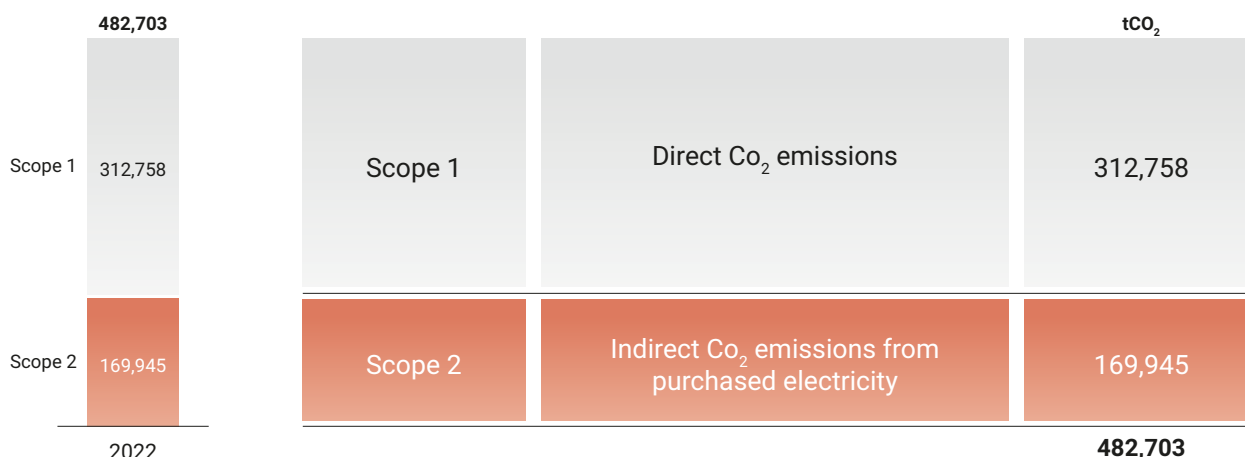 482,703
Scope 1
312,758
Scope 2
169,945
2022
tCO₂
Scope 1
Direct Co₂ emissions
312,758
Scope 2
Indirect Co₂ emissions from
purchased electricity
169,945
482,703